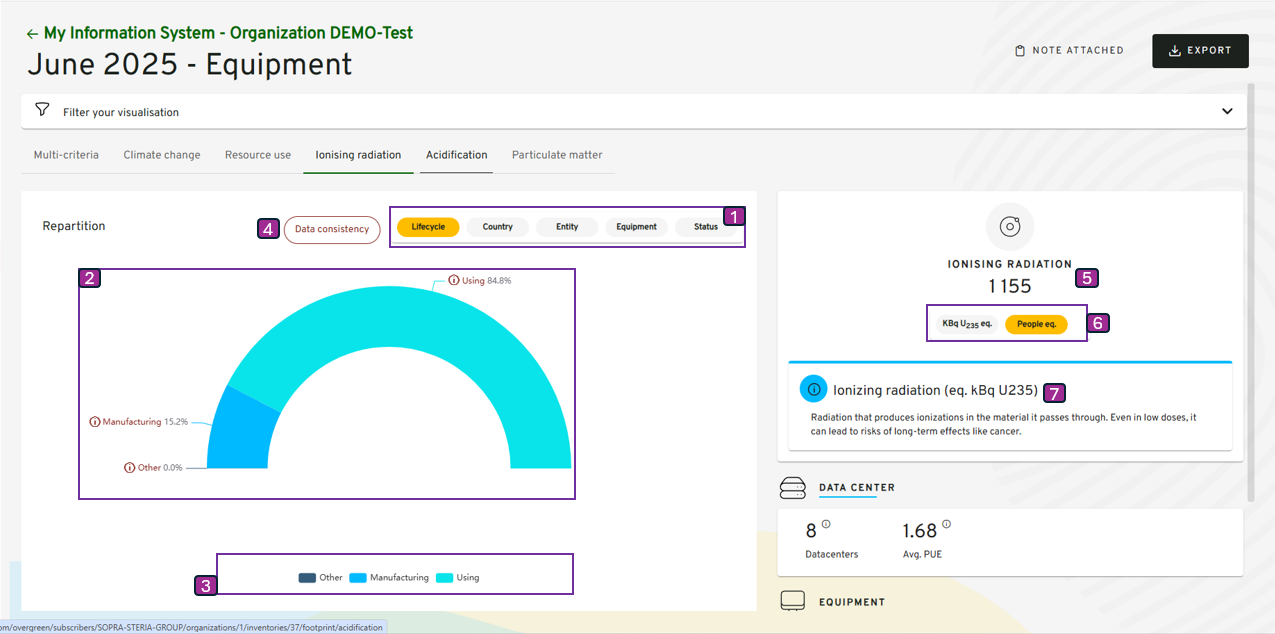 ← My Information System - Organization DEMO-Test
June 2025 - Equipment
NOTE ATTACHED
EXPORT
Filter your visualisation
Multi-criteria Climate change Resource use Ionising radiation Acidification Particulate matter
Repartition
4
Data consistency
Lifecycle Country Entity Equipment Status
1
2
Using 84.8%
Manufacturing 15.2%
Other 0.0%
3
Other Manufacturing Using
IONISING RADIATION
1 155
5
KBq U235 eq. People eq.
6
Ionizing radiation (eq. kBq U235)
7
Radiation that produces ionizations in the material it passes through. Even in low doses, it
can lead to risks of long-term effects like cancer.
DATA CENTER
8 1.68
Datacenters Avg. PUE
EQUIPMENT
om/overgreen/subscribers/SOPRA-STERIA-GROUP/organizations/1/inventories/37/footprint/acidification